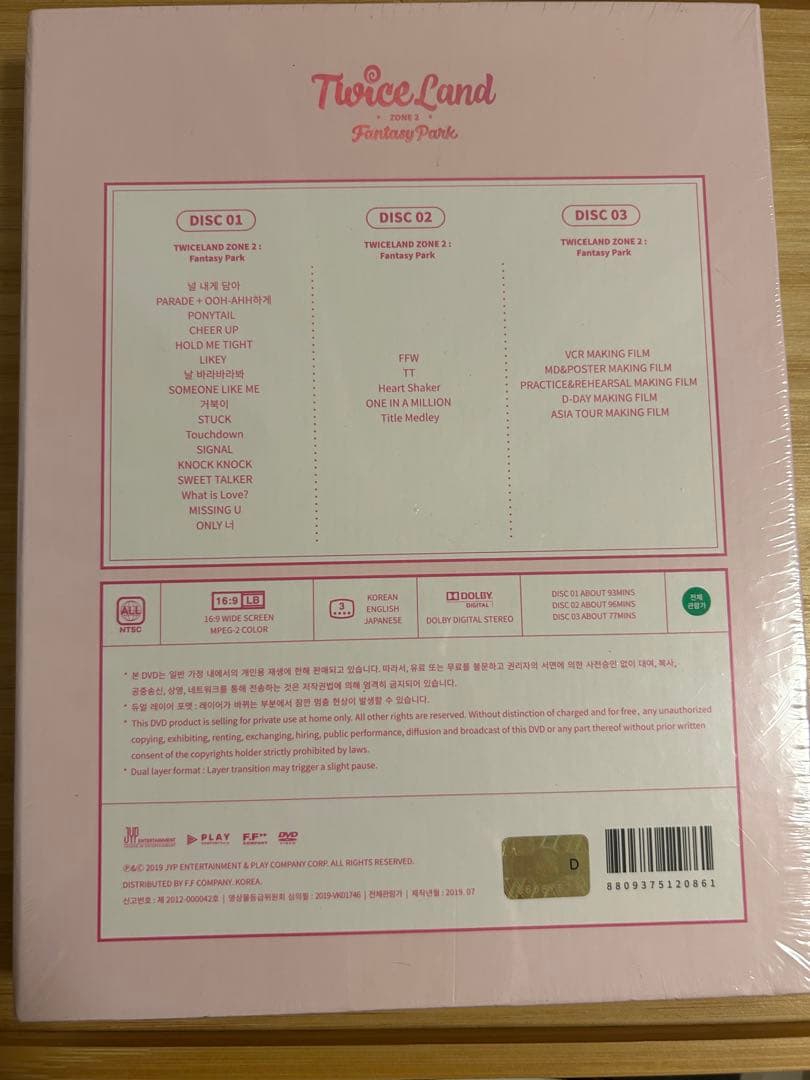 TwiceLand
ZONE 2
Fantasy Park
DISC 01
TWICELAND ZONE 2 :
Fantasy Park
널 내게 담아
PARADE + OOH-AHH하게
PONYTAIL
CHEER UP
HOLD ME TIGHT
LIKEY
날 바라바라봐
SOMEONE LIKE ME
거북이
STUCK
Touchdown
SIGNAL
KNOCK KNOCK
SWEET TALKER
What is Love?
MISSING U
ONLY 너
DISC 02
TWICELAND ZONE 2 :
Fantasy Park
FFW
TT
Heart Shaker
ONE IN A MILLION
Title Medley
DISC 03
TWICELAND ZONE 2 :
Fantasy Park
VCR MAKING FILM
MD&POSTER MAKING FILM
PRACTICE&REHEARSAL MAKING FILM
D-DAY MAKING FILM
ASIA TOUR MAKING FILM
ALL
NTSC
16:9 LB
16:9 WIDE SCREEN
MPEG-2 COLOR
3
KOREAN
ENGLISH
JAPANESE
DOLBY
DIGITAL
DOLBY DIGITAL STEREO
DISC 01 ABOUT 93MINS
DISC 02 ABOUT 96MINS
DISC 03 ABOUT 77MINS
전체
관람가
* 본 DVD는 일반 가정 내에서의 개인용 재생에 한해 판매되고 있습니다. 따라서, 유료 또는 무료를 불문하고 권리자의 서면에 의한 사전승인 없이 대여, 복사,
공중송신, 상영, 네트워크를 통해 전송하는 것은 저작권법에 의해 엄격히 금지되어 있습니다.
* 듀얼 레이어 포맷 : 레이어가 바뀌는 부분에서 잠깐 멈춤 현상이 발생할 수 있습니다.
* This DVD product is selling for private use at home only. All other rights are reserved. Without distinction of charged and for free, any unauthorized
copying, exhibiting, renting, exchanging, hiring, public performance, diffusion and broadcast of this DVD or any part thereof without prior written
consent of the copyrights holder strictly prohibited by laws.
* Dual layer format : Layer transition may trigger a slight pause.
JYP ENTERTAINMENT
PLAY
F.F
COMPANY
DVD
VIDEO
℗&© 2019 JYP ENTERTAINMENT & PLAY COMPANY CORP. ALL RIGHTS RESERVED.
DISTRIBUTED BY F.F COMPANY. KOREA.
신고번호 : 제 2012-000042호 | 영상물등급위원회 심의필 : 2019-VK01746 | 전체관람가 | 제작년월 : 2019. 07
D
8809375120861